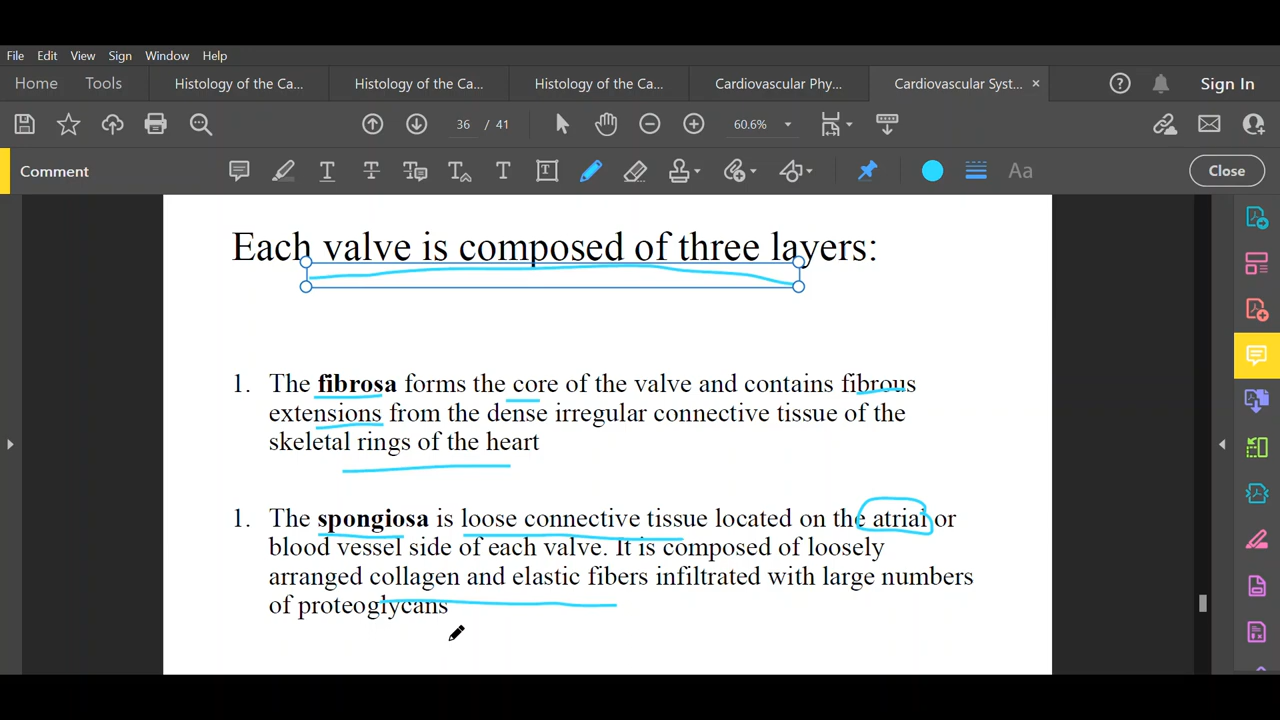 File Edit View Sign Window Help
Home Tools Histology of the Ca... Histology of the Ca... Histology of the Ca... Cardiovascular Phy... Cardiovascular Syst... × ? Sign In
36 / 41 60.6%
Comment T T T T T T Aa Close
Each valve is composed of three layers:
1. The fibrosa forms the core of the valve and contains fibrous
extensions from the dense irregular connective tissue of the
skeletal rings of the heart
1. The spongiosa is loose connective tissue located on the atrial or
blood vessel side of each valve. It is composed of loosely
arranged collagen and elastic fibers infiltrated with large numbers
of proteoglycans